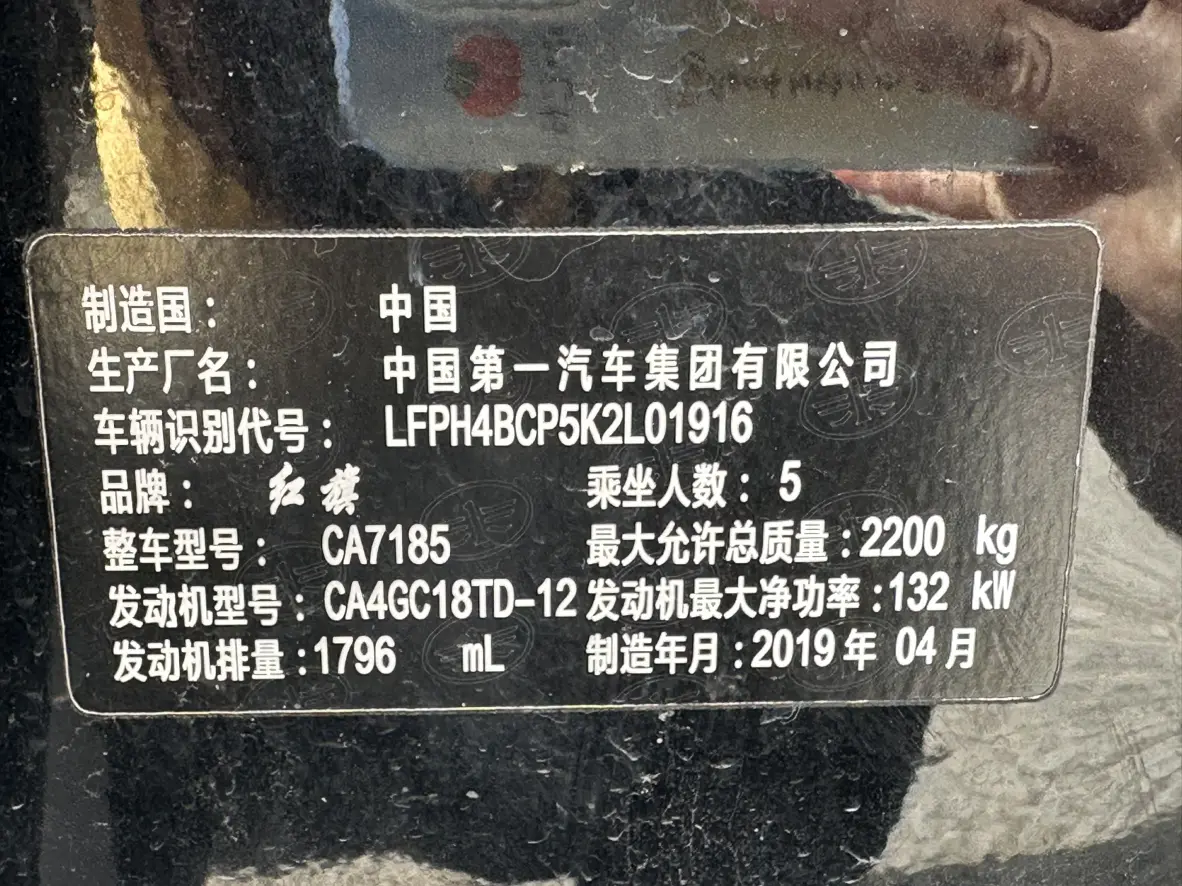 制造国： 中国
生产厂名： 中国第一汽车集团有限公司
车辆识别代号： LFPH4BCP5K2L01916
品牌： 红旗 乘坐人数：5
整车型号： CA7185 最大允许总质量：2200 kg
发动机型号：CA4GC18TD-12 发动机最大净功率：132 kW
发动机排量：1796 mL 制造年月：2019年 04月